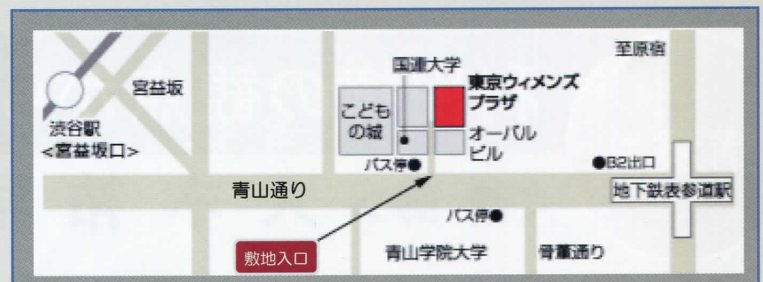 至原宿
国連大学
宮益坂
東京ウィメンズ
プラザ
こども
の城
渋谷駅
<宮益坂口>
オーバル
ビル
バス停●
●B2出口
青山通り
地下鉄表参道駅
バス停●
敷地入口
青山学院大学
骨董通り